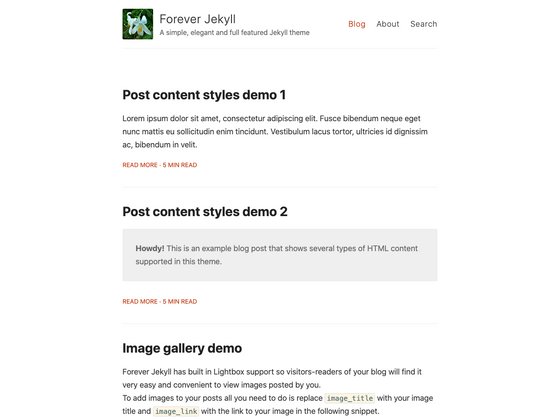 Forever Jekyll
A simple, elegant and full featured Jekyll theme
Blog About Search
Post content styles demo 1
Lorem ipsum dolor sit amet, consectetur adipiscing elit. Fusce bibendum neque eget
nunc mattis eu sollicitudin enim tincidunt. Vestibulum lacus tortor, ultricies id dignissim
ac, bibendum in velit.
READ MORE · 5 MIN READ
Post content styles demo 2
Howdy! This is an example blog post that shows several types of HTML content
supported in this theme.
READ MORE · 5 MIN READ
Image gallery demo
Forever Jekyll has built in Lightbox support so visitors-readers of your blog will find it
very easy and convenient to view images posted by you.
To add images to your posts all you need to do is replace image_title with your image
title and image_link with the link to your image in the following snippet.